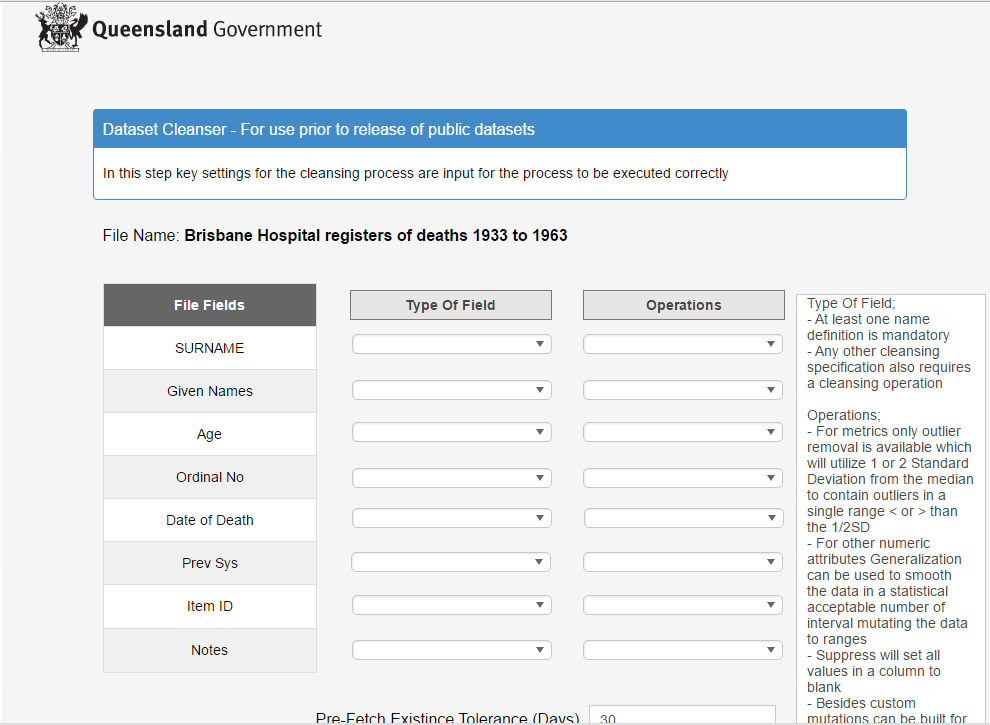 Queensland Government
Dataset Cleanser - For use prior to release of public datasets
In this step key settings for the cleansing process are input for the process to be executed correctly
File Name: Brisbane Hospital registers of deaths 1933 to 1963
File Fields
Type Of Field
Operations
SURNAME
Given Names
Age
Ordinal No
Date of Death
Prev Sys
Item ID
Notes
Type Of Field;
- At least one name
definition is mandatory
- Any other cleansing
specification also requires
a cleansing operation
Operations;
- For metrics only outlier
removal is available which
will utilize 1 or 2 Standard
Deviation from the median
to contain outliers in a
single range < or > than
the 1/2SD
- For other numeric
attributes Generalization
can be used to smooth
the data in a statistical
acceptable number of
interval mutating the data
to ranges
- Suppress will set all
values in a column to
blank
- Besides custom
mutations can be built for
Pre-Fetch Existince Tolerance (Days)
30